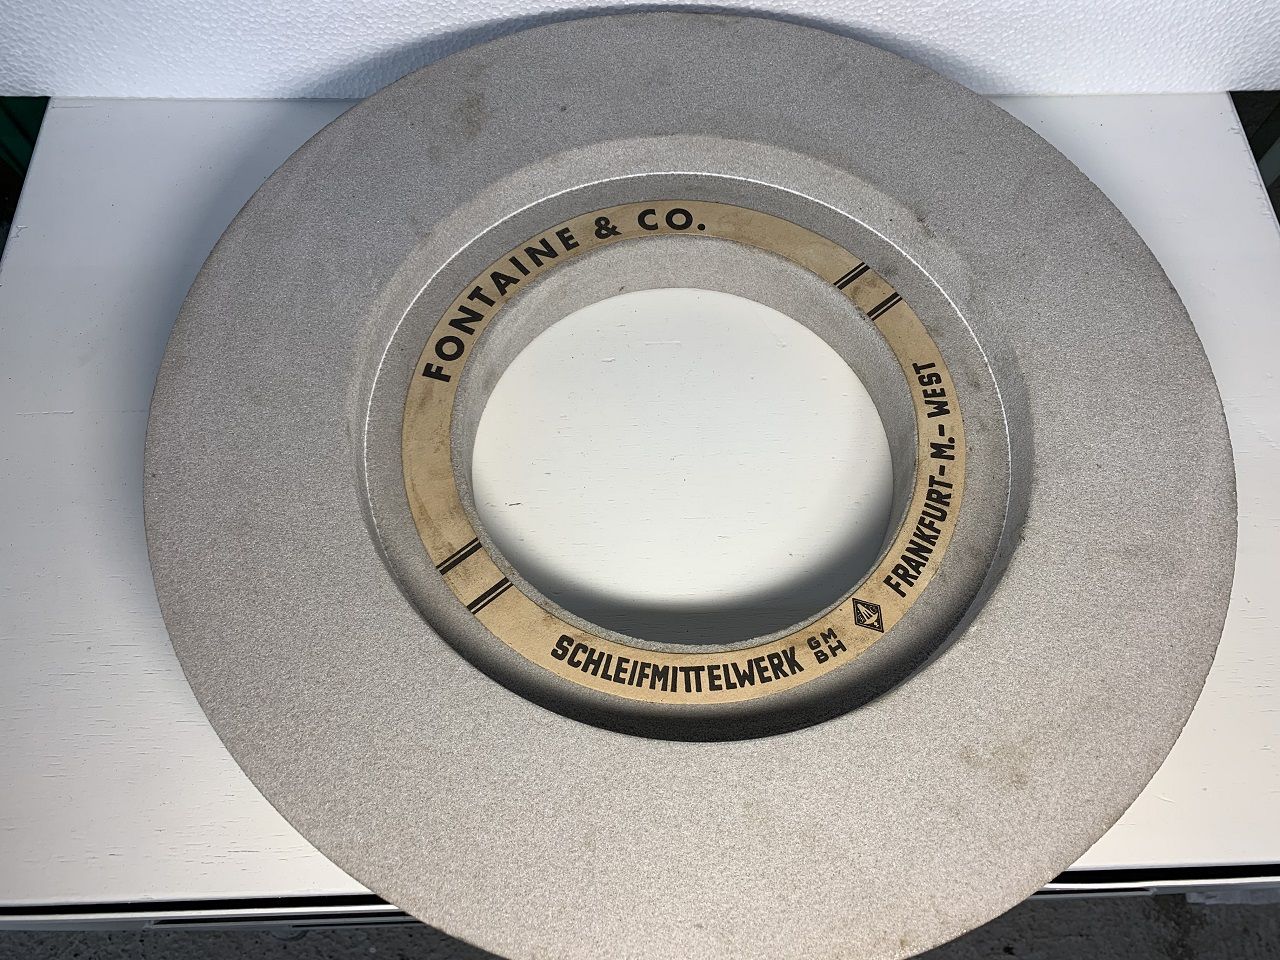 FONTAINE & CO.
SCHLEIFMITTELWERK GMBH
FRANKFURT-M.-WEST